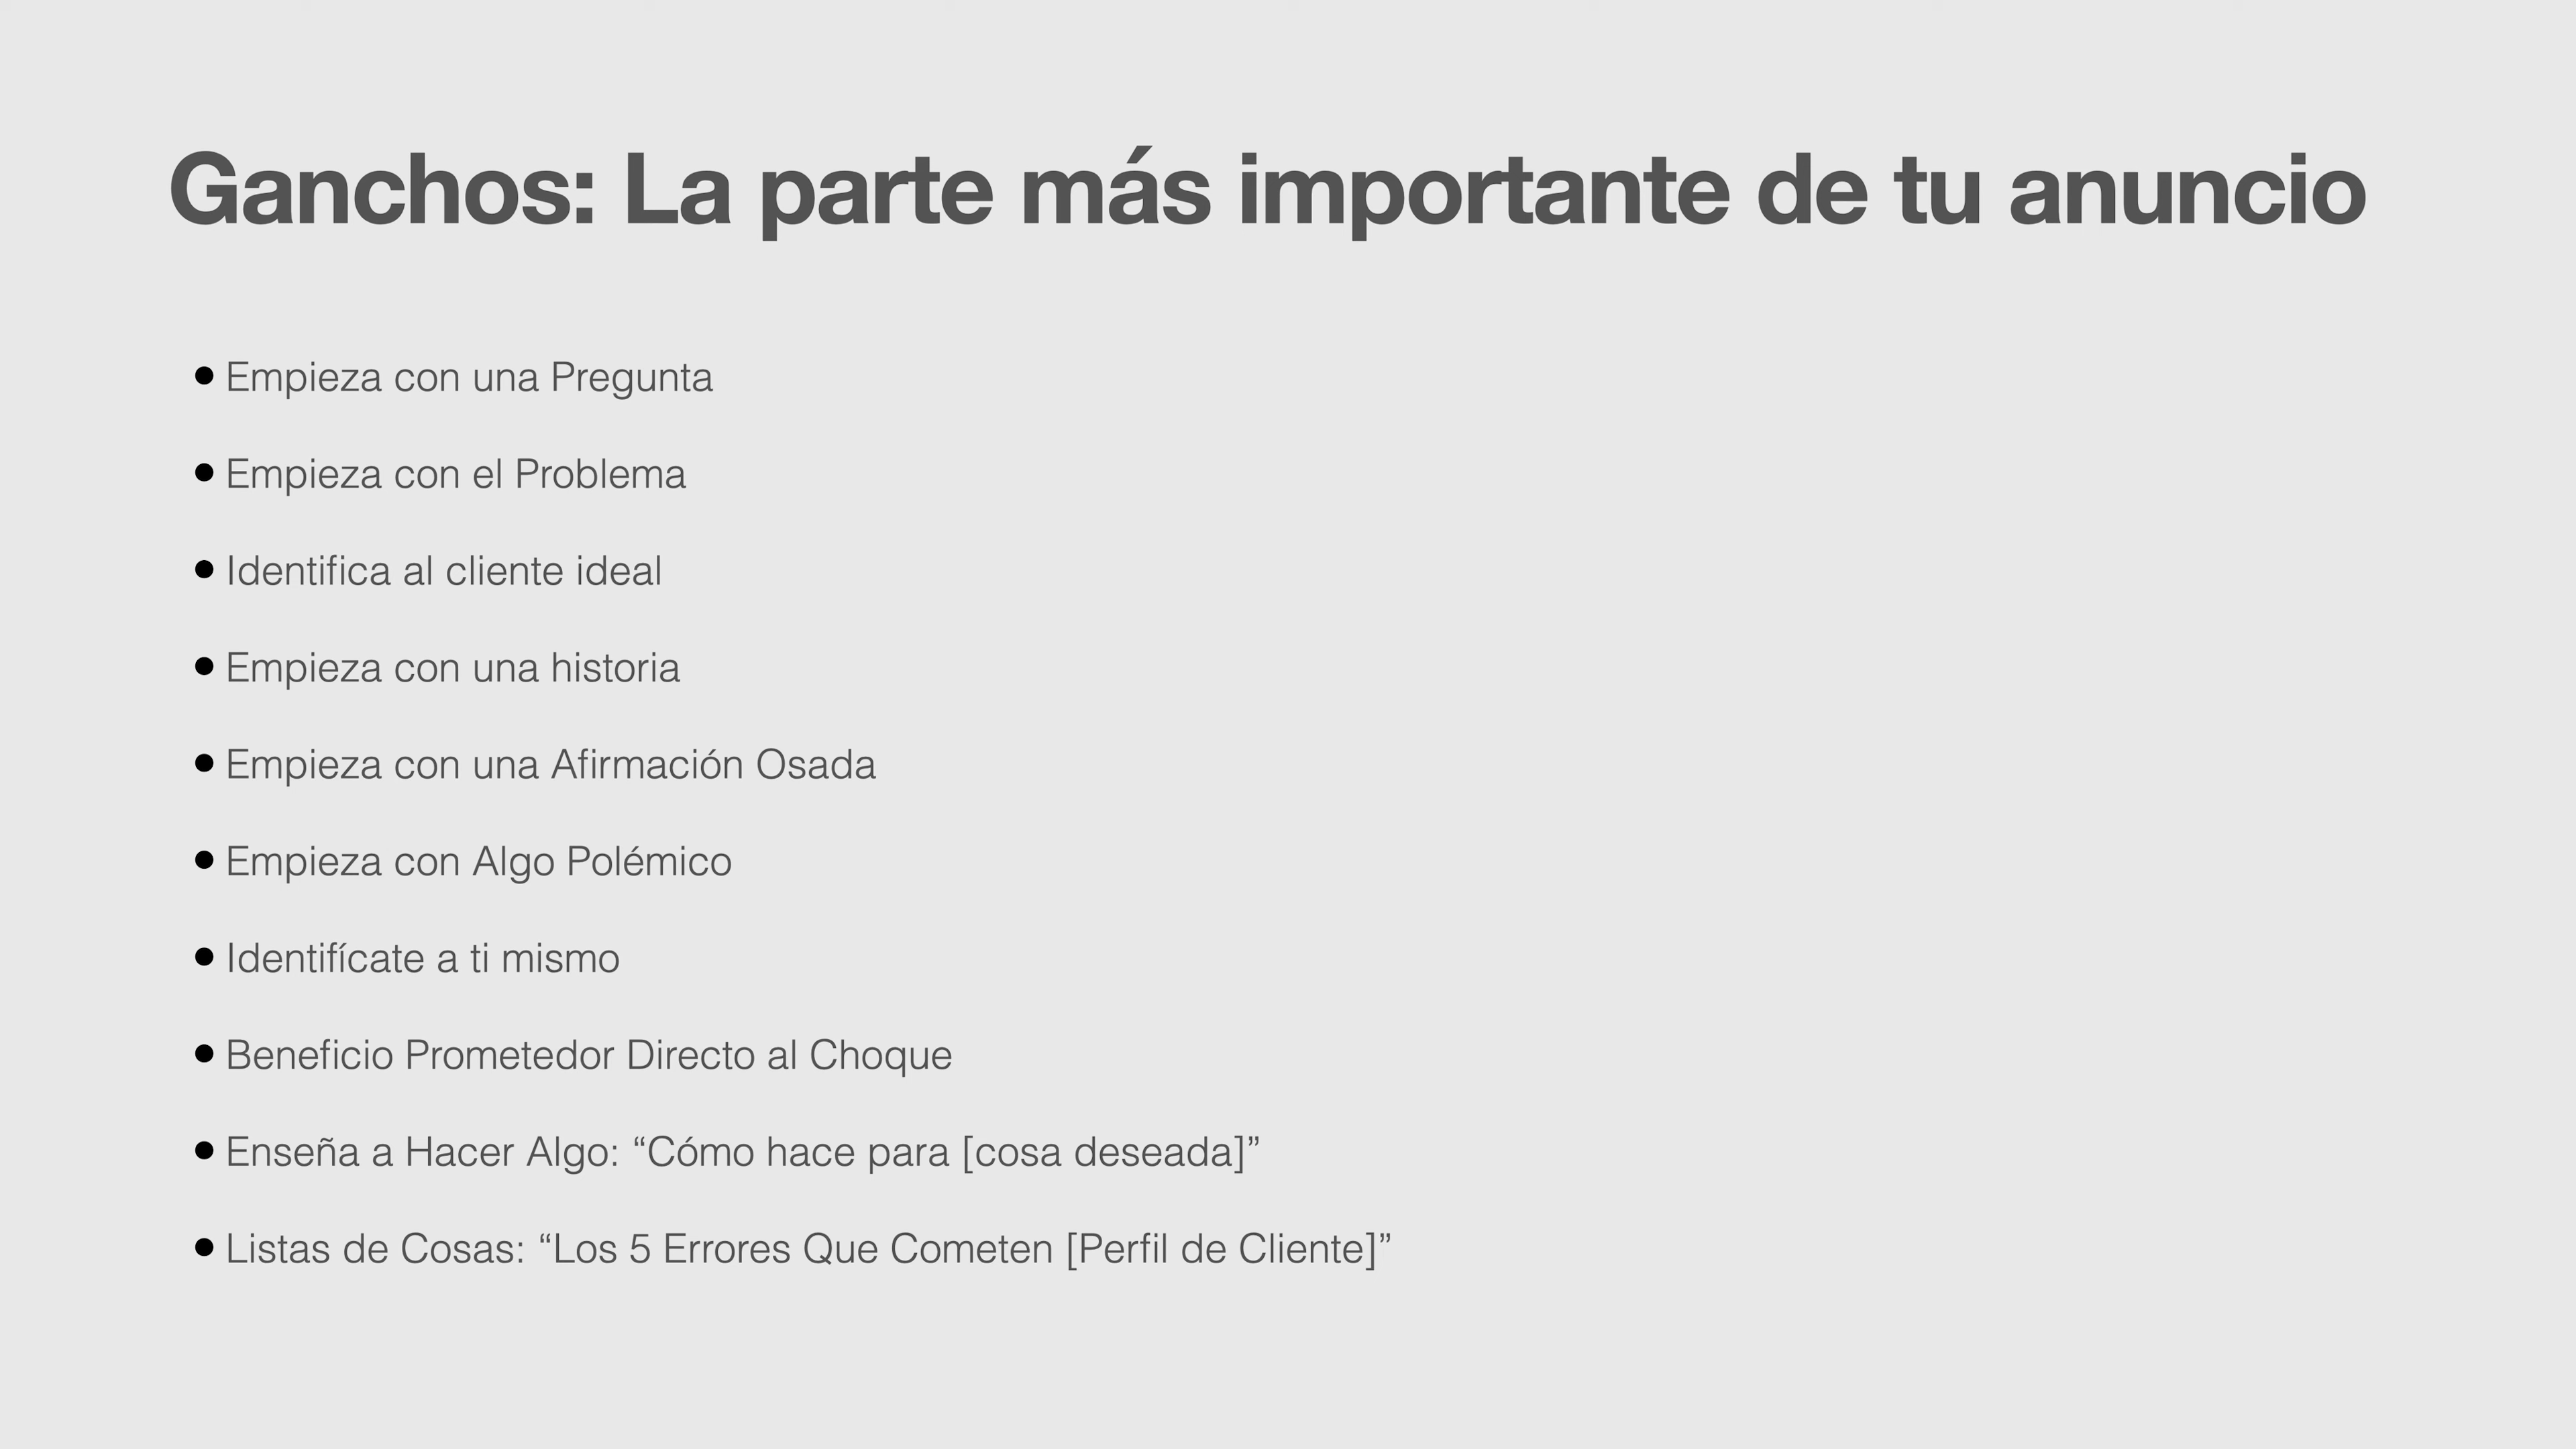 Ganchos: La parte más importante de tu anuncio
• Empieza con una Pregunta
• Empieza con el Problema
• Identifica al cliente ideal
• Empieza con una historia
• Empieza con una Afirmación Osada
• Empieza con Algo Polémico
• Identifícate a ti mismo
• Beneficio Prometedor Directo al Choque
• Enseña a Hacer Algo: “Cómo hace para [cosa deseada]”
• Listas de Cosas: “Los 5 Errores Que Cometen [Perfil de Cliente]”